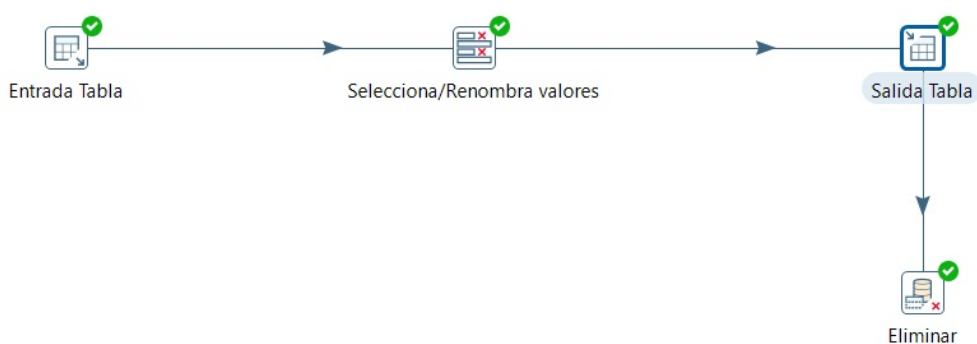 Entrada Tabla
Selecciona/Renombra valores
Salida Tabla
Eliminar